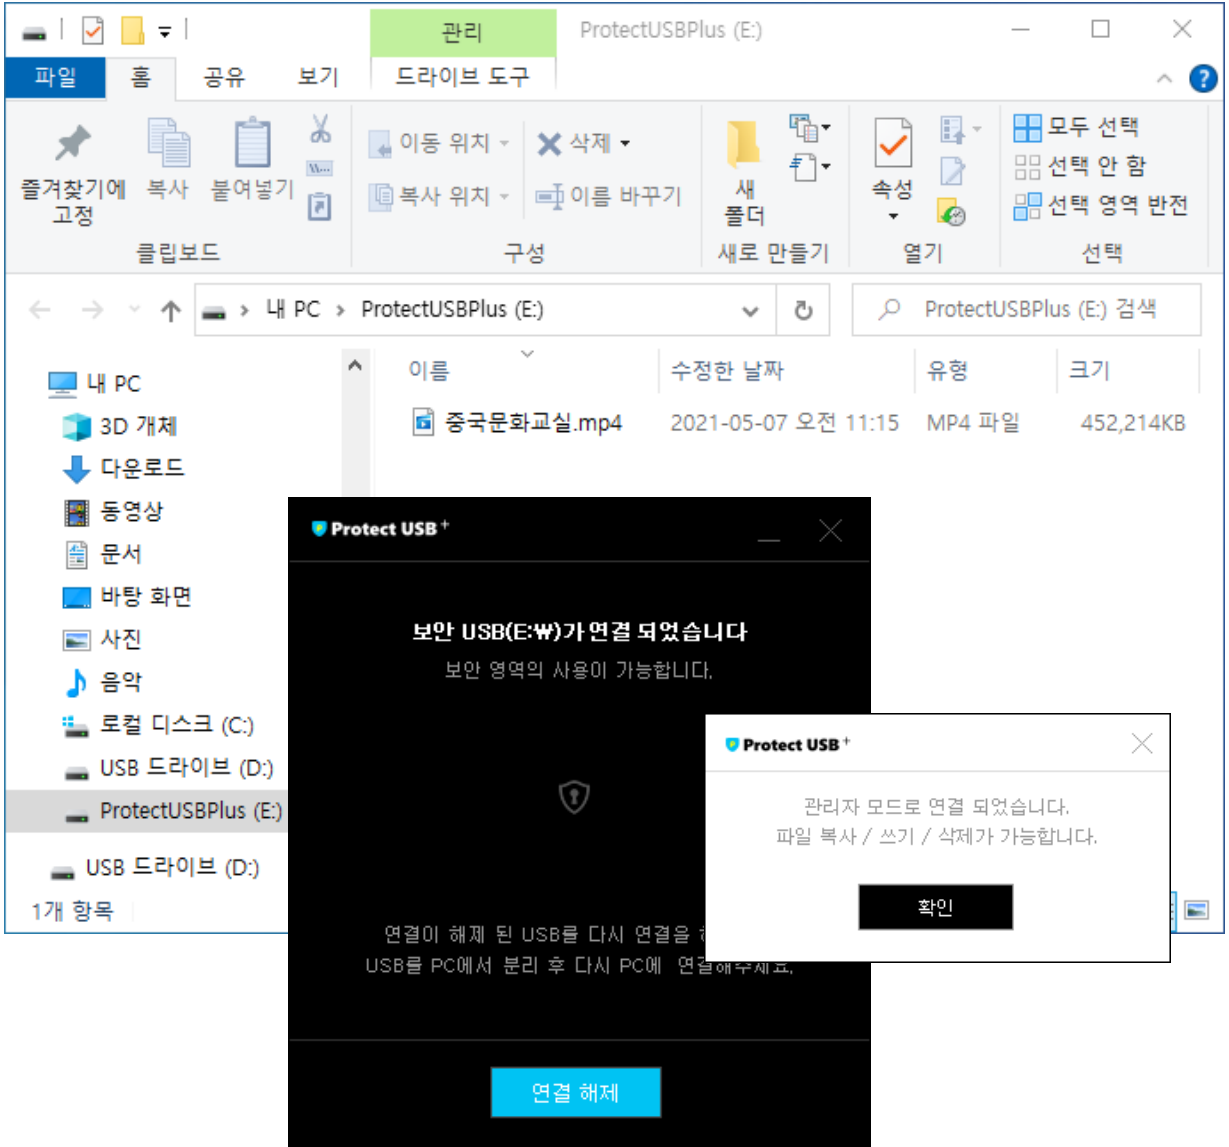 관리
ProtectUSBPlus (E:)
파일
홈
공유
보기
드라이브 도구
즐겨찾기에
고정
복사
붙여넣기
클립보드
이동 위치
복사 위치
삭제
이름 바꾸기
구성
새
폴더
새로 만들기
속성
열기
모두 선택
선택 안 함
선택 영역 반전
선택
내 PC
ProtectUSBPlus (E:)
ProtectUSBPlus (E:) 검색
이름
수정한 날짜
유형
크기
중국문화교실.mp4
2021-05-07 오전 11:15
MP4 파일
452,214KB
내 PC
3D 개체
다운로드
동영상
문서
바탕 화면
사진
음악
로컬 디스크 (C:)
USB 드라이브 (D:)
ProtectUSBPlus (E:)
USB 드라이브 (D:)
1개 항목
Protect USB+
보안 USB(E:₩)가 연결 되었습니다
보안 영역의 사용이 가능합니다.
연결이 해제 된 USB를 다시 연결을
USB를 PC에서 분리 후 다시 PC에 연결해주세요.
연결 해제
Protect USB+
관리자 모드로 연결 되었습니다.
파일 복사 / 쓰기 / 삭제가 가능합니다.
확인